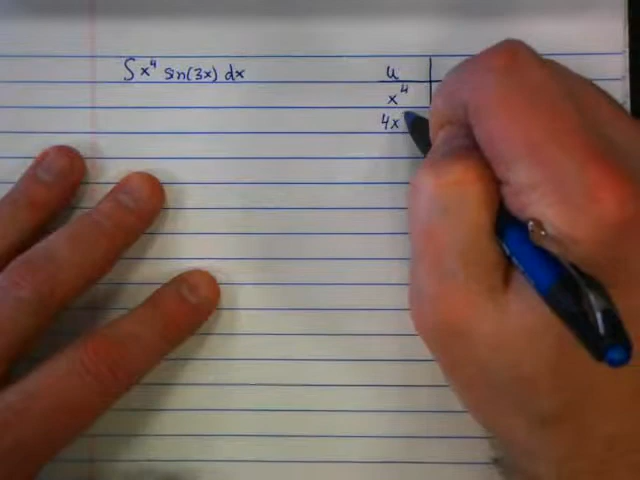 ∫ x⁴ sin(3x) dx
u
x⁴
4x